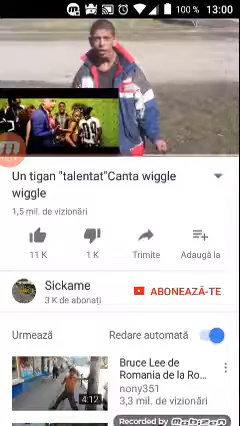 100 % 13:00
Un tigan "talentat"Canta wiggle
wiggle
1,5 mil. de vizionări
11 K 1 K Trimite Adaugă la
Sickame
3 K de abonați
ABONEAZĂ-TE
Urmează Redare automată
Bruce Lee de
Romania de la Ro...
nony351
3,3 mil. de vizionări
4:12
Recorded by Mobizen